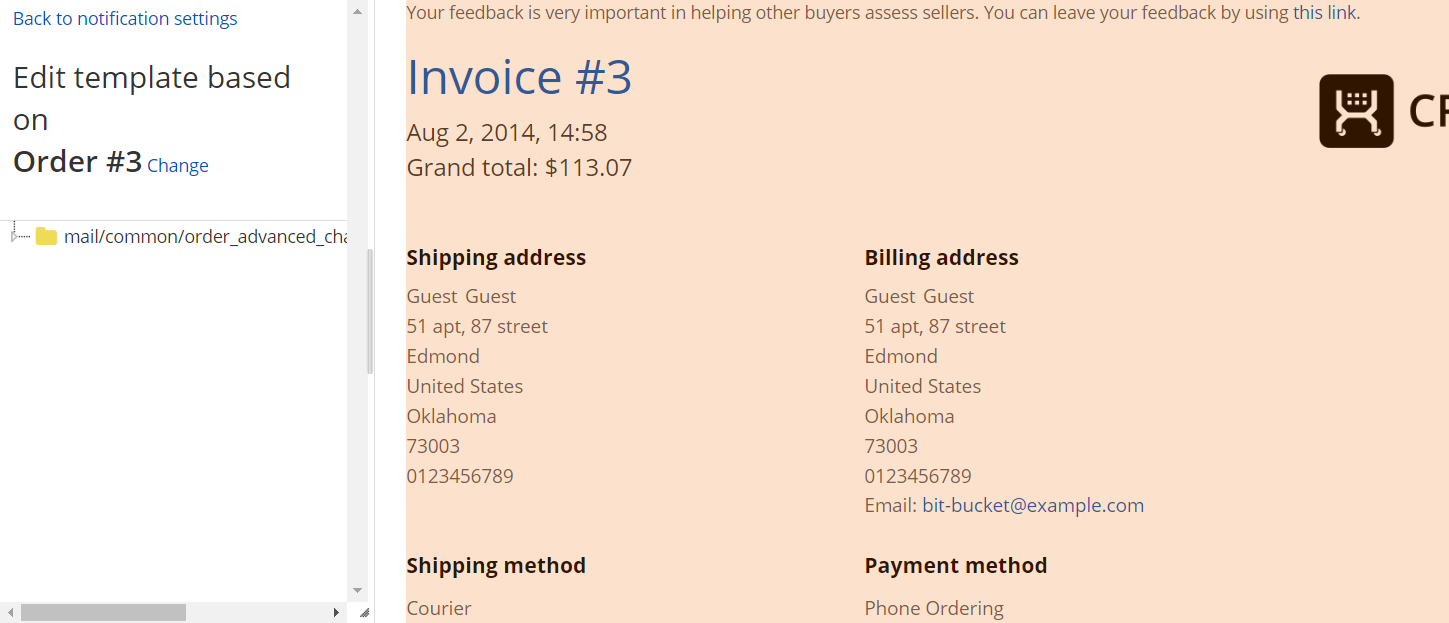 Back to notification settings
Edit template based
on
Order #3 Change
mail/common/order_advanced_cha
Your feedback is very important in helping other buyers assess sellers. You can leave your feedback by using this link.
Invoice #3
Aug 2, 2014, 14:58
Grand total: $113.07
Shipping address
Guest Guest
51 apt, 87 street
Edmond
United States
Oklahoma
73003
0123456789
Billing address
Guest Guest
51 apt, 87 street
Edmond
United States
Oklahoma
73003
0123456789
Email: bit-bucket@example.com
Shipping method
Courier
Payment method
Phone Ordering